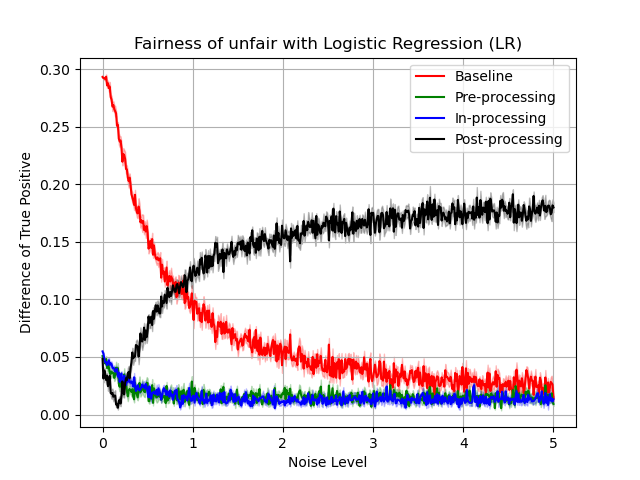 Fairness of unfair with Logistic Regression (LR)
0.30
0.25
0.20
0.15
0.10
0.05
0.00
Difference of True Positive
Baseline
Pre-processing
In-processing
Post-processing
0 1 2 3 4 5
Noise Level